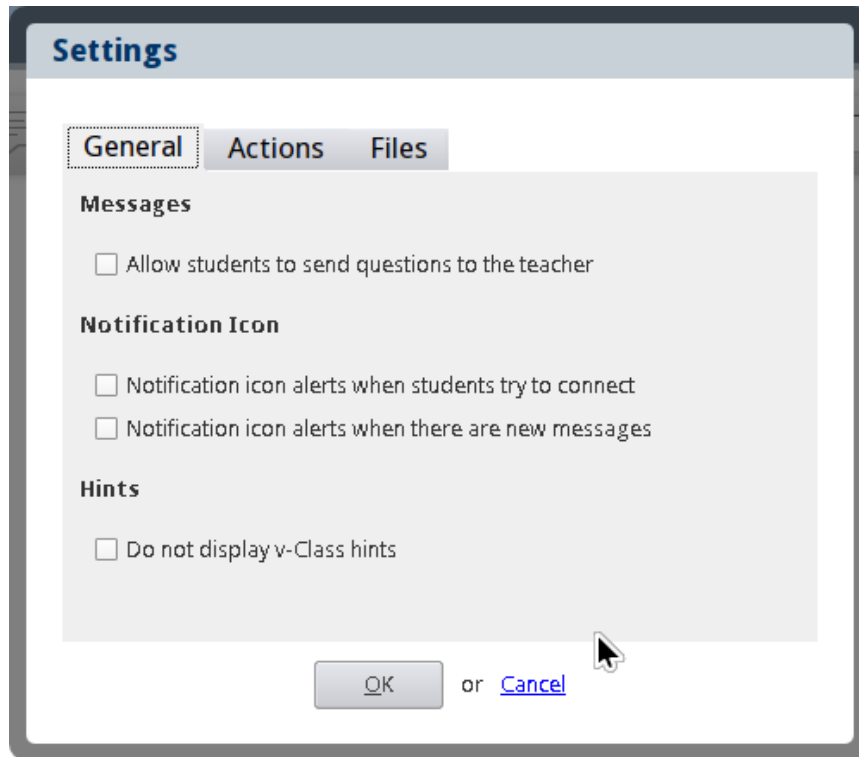 Settings
General Actions Files
Messages
Allow students to send questions to the teacher
Notification Icon
Notification icon alerts when students try to connect
Notification icon alerts when there are new messages
Hints
Do not display v-Class hints
OK or Cancel